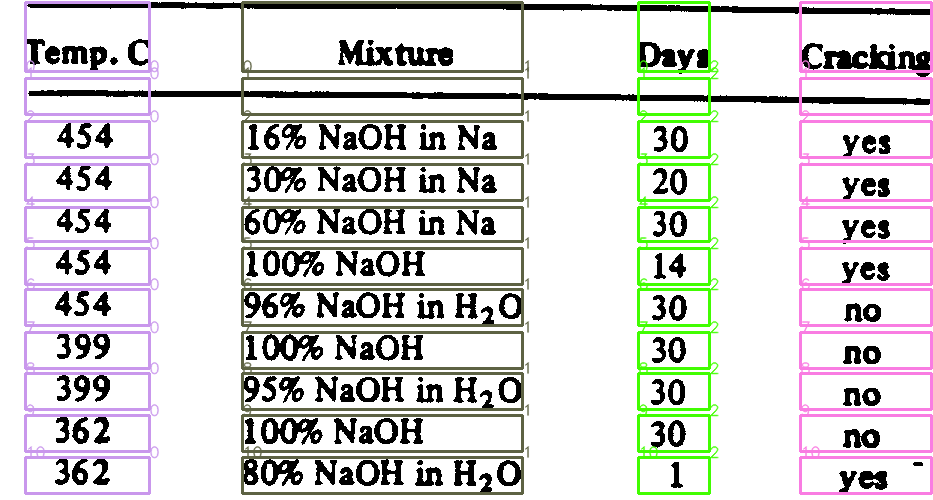 Temp. C Mixture Days Cracking
454 16% NaOH in Na 30 yes
454 30% NaOH in Na 20 yes
454 60% NaOH in Na 30 yes
454 100% NaOH 14 yes
454 96% NaOH in H₂O 30 no
399 100% NaOH 30 no
399 95% NaOH in H₂O 30 no
362 100% NaOH 30 no
362 80% NaOH in H₂O 1 yes